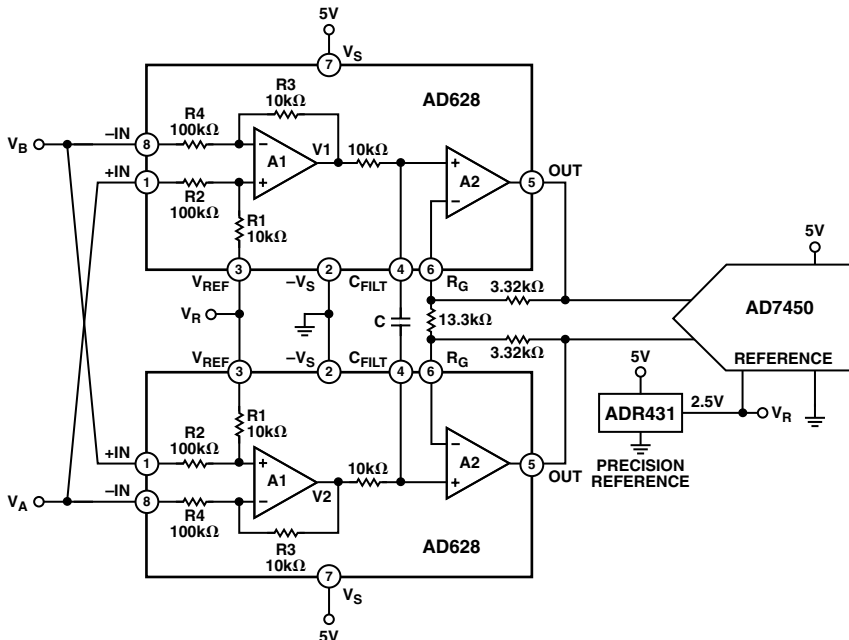 5V
VS
7
R3
10kΩ
AD628
R4
100kΩ
–IN
VB
8
–
A1
V1
10kΩ
+
A2
–
5
OUT
+IN
1
R2
100kΩ
+
R1
10kΩ
5V
3
2
4
6
VREF
–VS
CFILT
RG
3.32kΩ
AD7450
VR
C
13.3kΩ
VREF
–VS
CFILT
RG
3.32kΩ
REFERENCE
3
2
4
6
5V
R1
10kΩ
ADR431
2.5V
VR
R2
100kΩ
+IN
1
+
A1
V2
10kΩ
–
A2
+
5
OUT
PRECISION
REFERENCE
VA
–IN
8
–
R4
100kΩ
R3
10kΩ
AD628
7
VS
5V